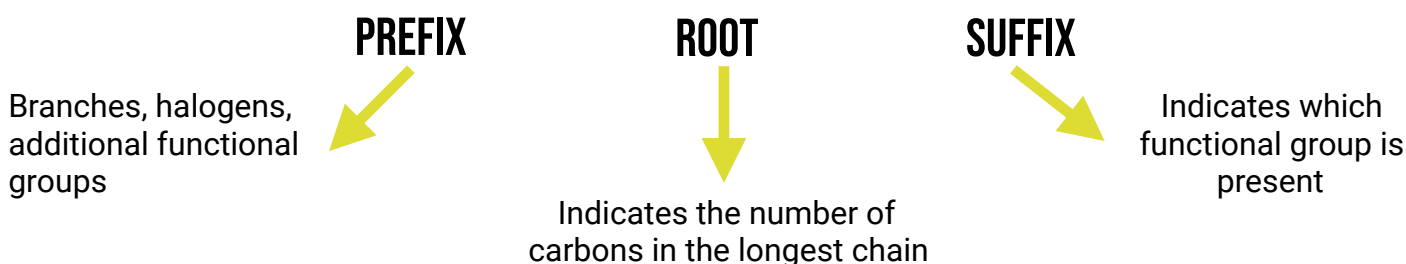 PREFIX
ROOT
SUFFIX
Branches, halogens,
additional functional
groups
Indicates the number of
carbons in the longest chain
Indicates which
functional group is
present